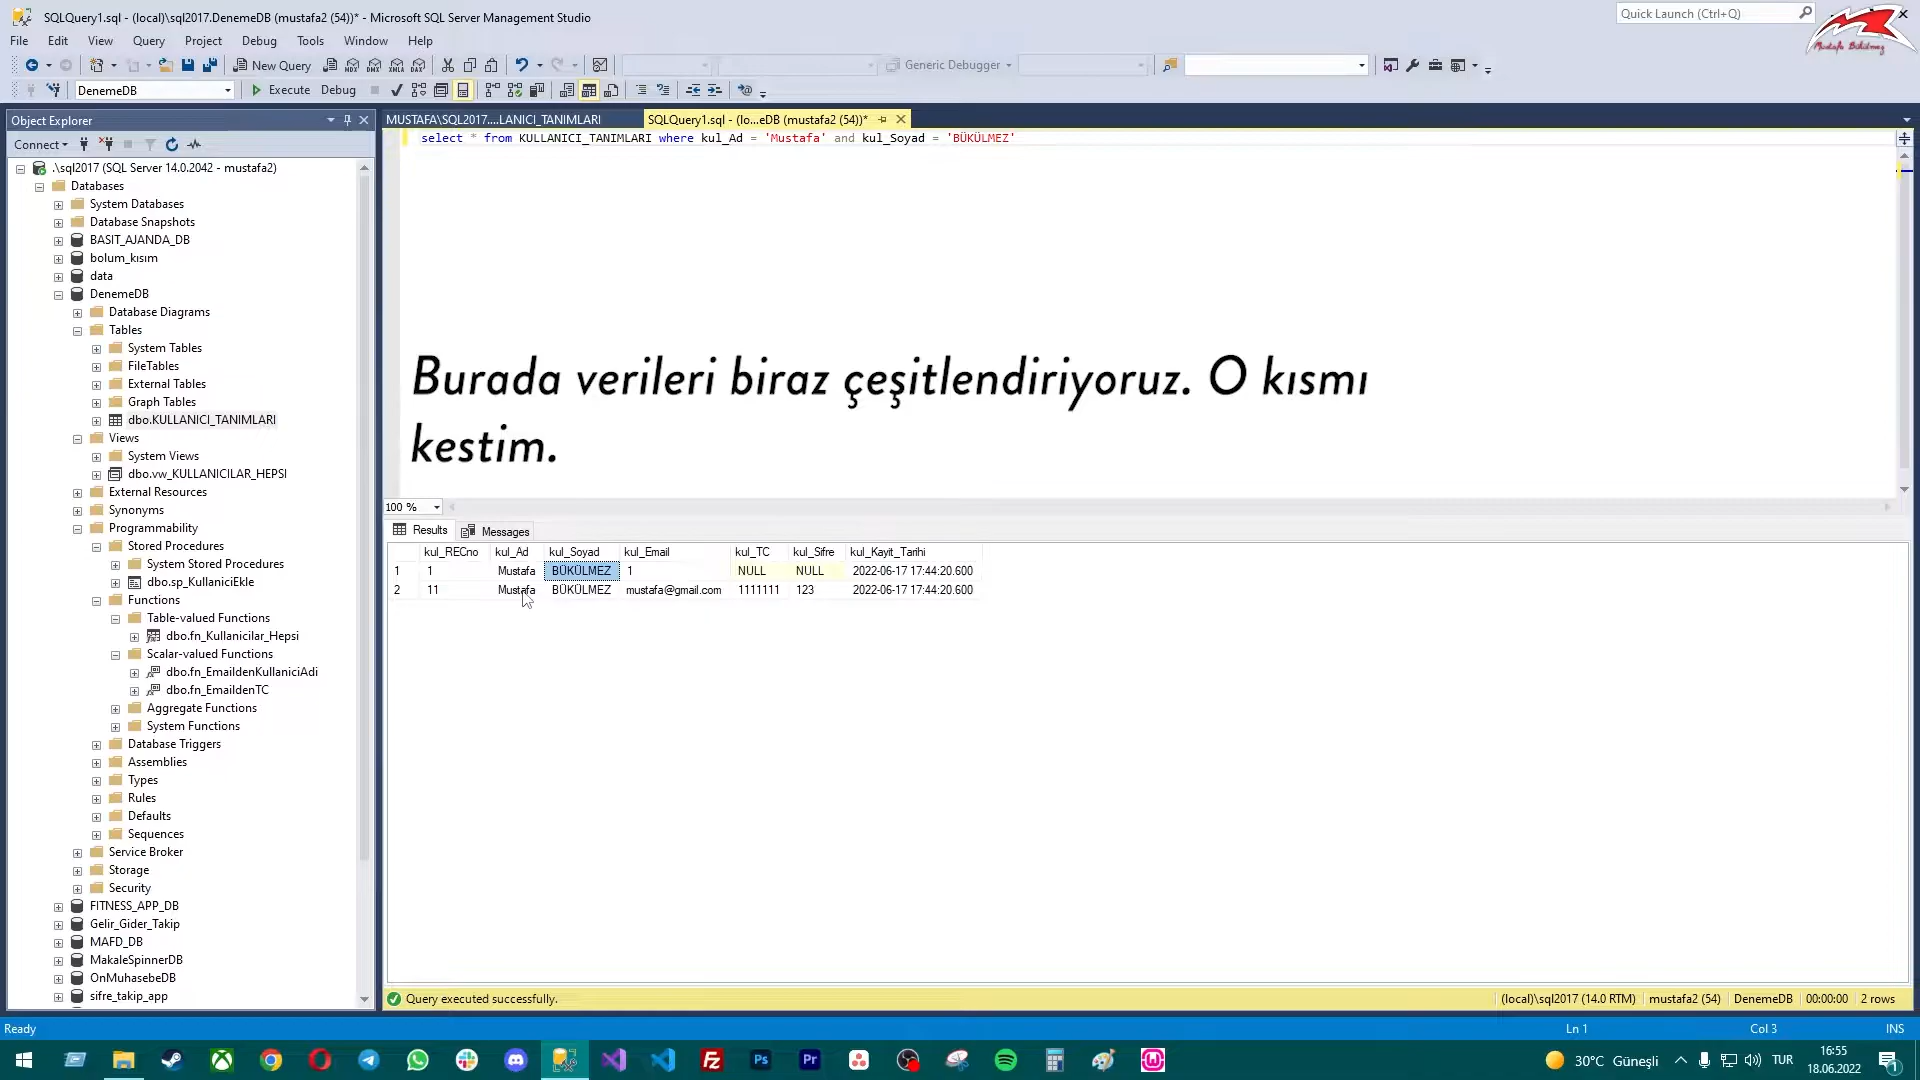 SQLQuery1.sql - (local)\sql2017.DenemeDB (mustafa2 (54))* - Microsoft SQL Server Management Studio
Quick Launch (Ctrl+Q)
Mustafa Bükülmez
File Edit View Query Project Debug Tools Window Help
New Query
MDX DMX XMLA DAX
Generic Debugger
DenemeDB
Execute Debug
Object Explorer
MUSTAFA\SQL2017....LANICI_TANIMLARI
SQLQuery1.sql - (lo...eDB (mustafa2 (54))*
Connect
select * from KULLANICI_TANIMLARI where kul_Ad = 'Mustafa' and kul_Soyad = 'BÜKÜLMEZ'
.\sql2017 (SQL Server 14.0.2042 - mustafa2)
Databases
System Databases
Database Snapshots
BASIT_AJANDA_DB
bolum_kısım
data
DenemeDB
Database Diagrams
Tables
System Tables
FileTables
External Tables
Graph Tables
dbo.KULLANICI_TANIMLARI
Views
System Views
dbo.vw_KULLANICILAR_HEPSI
External Resources
Synonyms
Programmability
Stored Procedures
System Stored Procedures
dbo.sp_KullaniciEkle
Functions
Table-valued Functions
dbo.fn_Kullanicilar_Hepsi
Scalar-valued Functions
dbo.fn_EmaildenKullaniciAdi
dbo.fn_EmaildenTC
Aggregate Functions
System Functions
Database Triggers
Assemblies
Types
Rules
Defaults
Sequences
Service Broker
Storage
Security
FITNESS_APP_DB
Gelir_Gider_Takip
MAFD_DB
MakaleSpinnerDB
OnMuhasebeDB
sifre_takip_app
Burada verileri biraz çeşitlendiriyoruz. O kısmı
kestim.
100 %
Results Messages
kul_RECno kul_Ad kul_Soyad kul_Email kul_TC kul_Sifre kul_Kayit_Tarihi
1 1 Mustafa BÜKÜLMEZ 1 NULL NULL 2022-06-17 17:44:20.600
2 11 Mustafa BÜKÜLMEZ mustafa@gmail.com 1111111 123 2022-06-17 17:44:20.600
Query executed successfully.
(local)\sql2017 (14.0 RTM) mustafa2 (54) DenemeDB 00:00:00 2 rows
Ready
Ln 1 Col 3 INS
Ps Pr
30°C Güneşli
TUR
16:55
18.06.2022
1